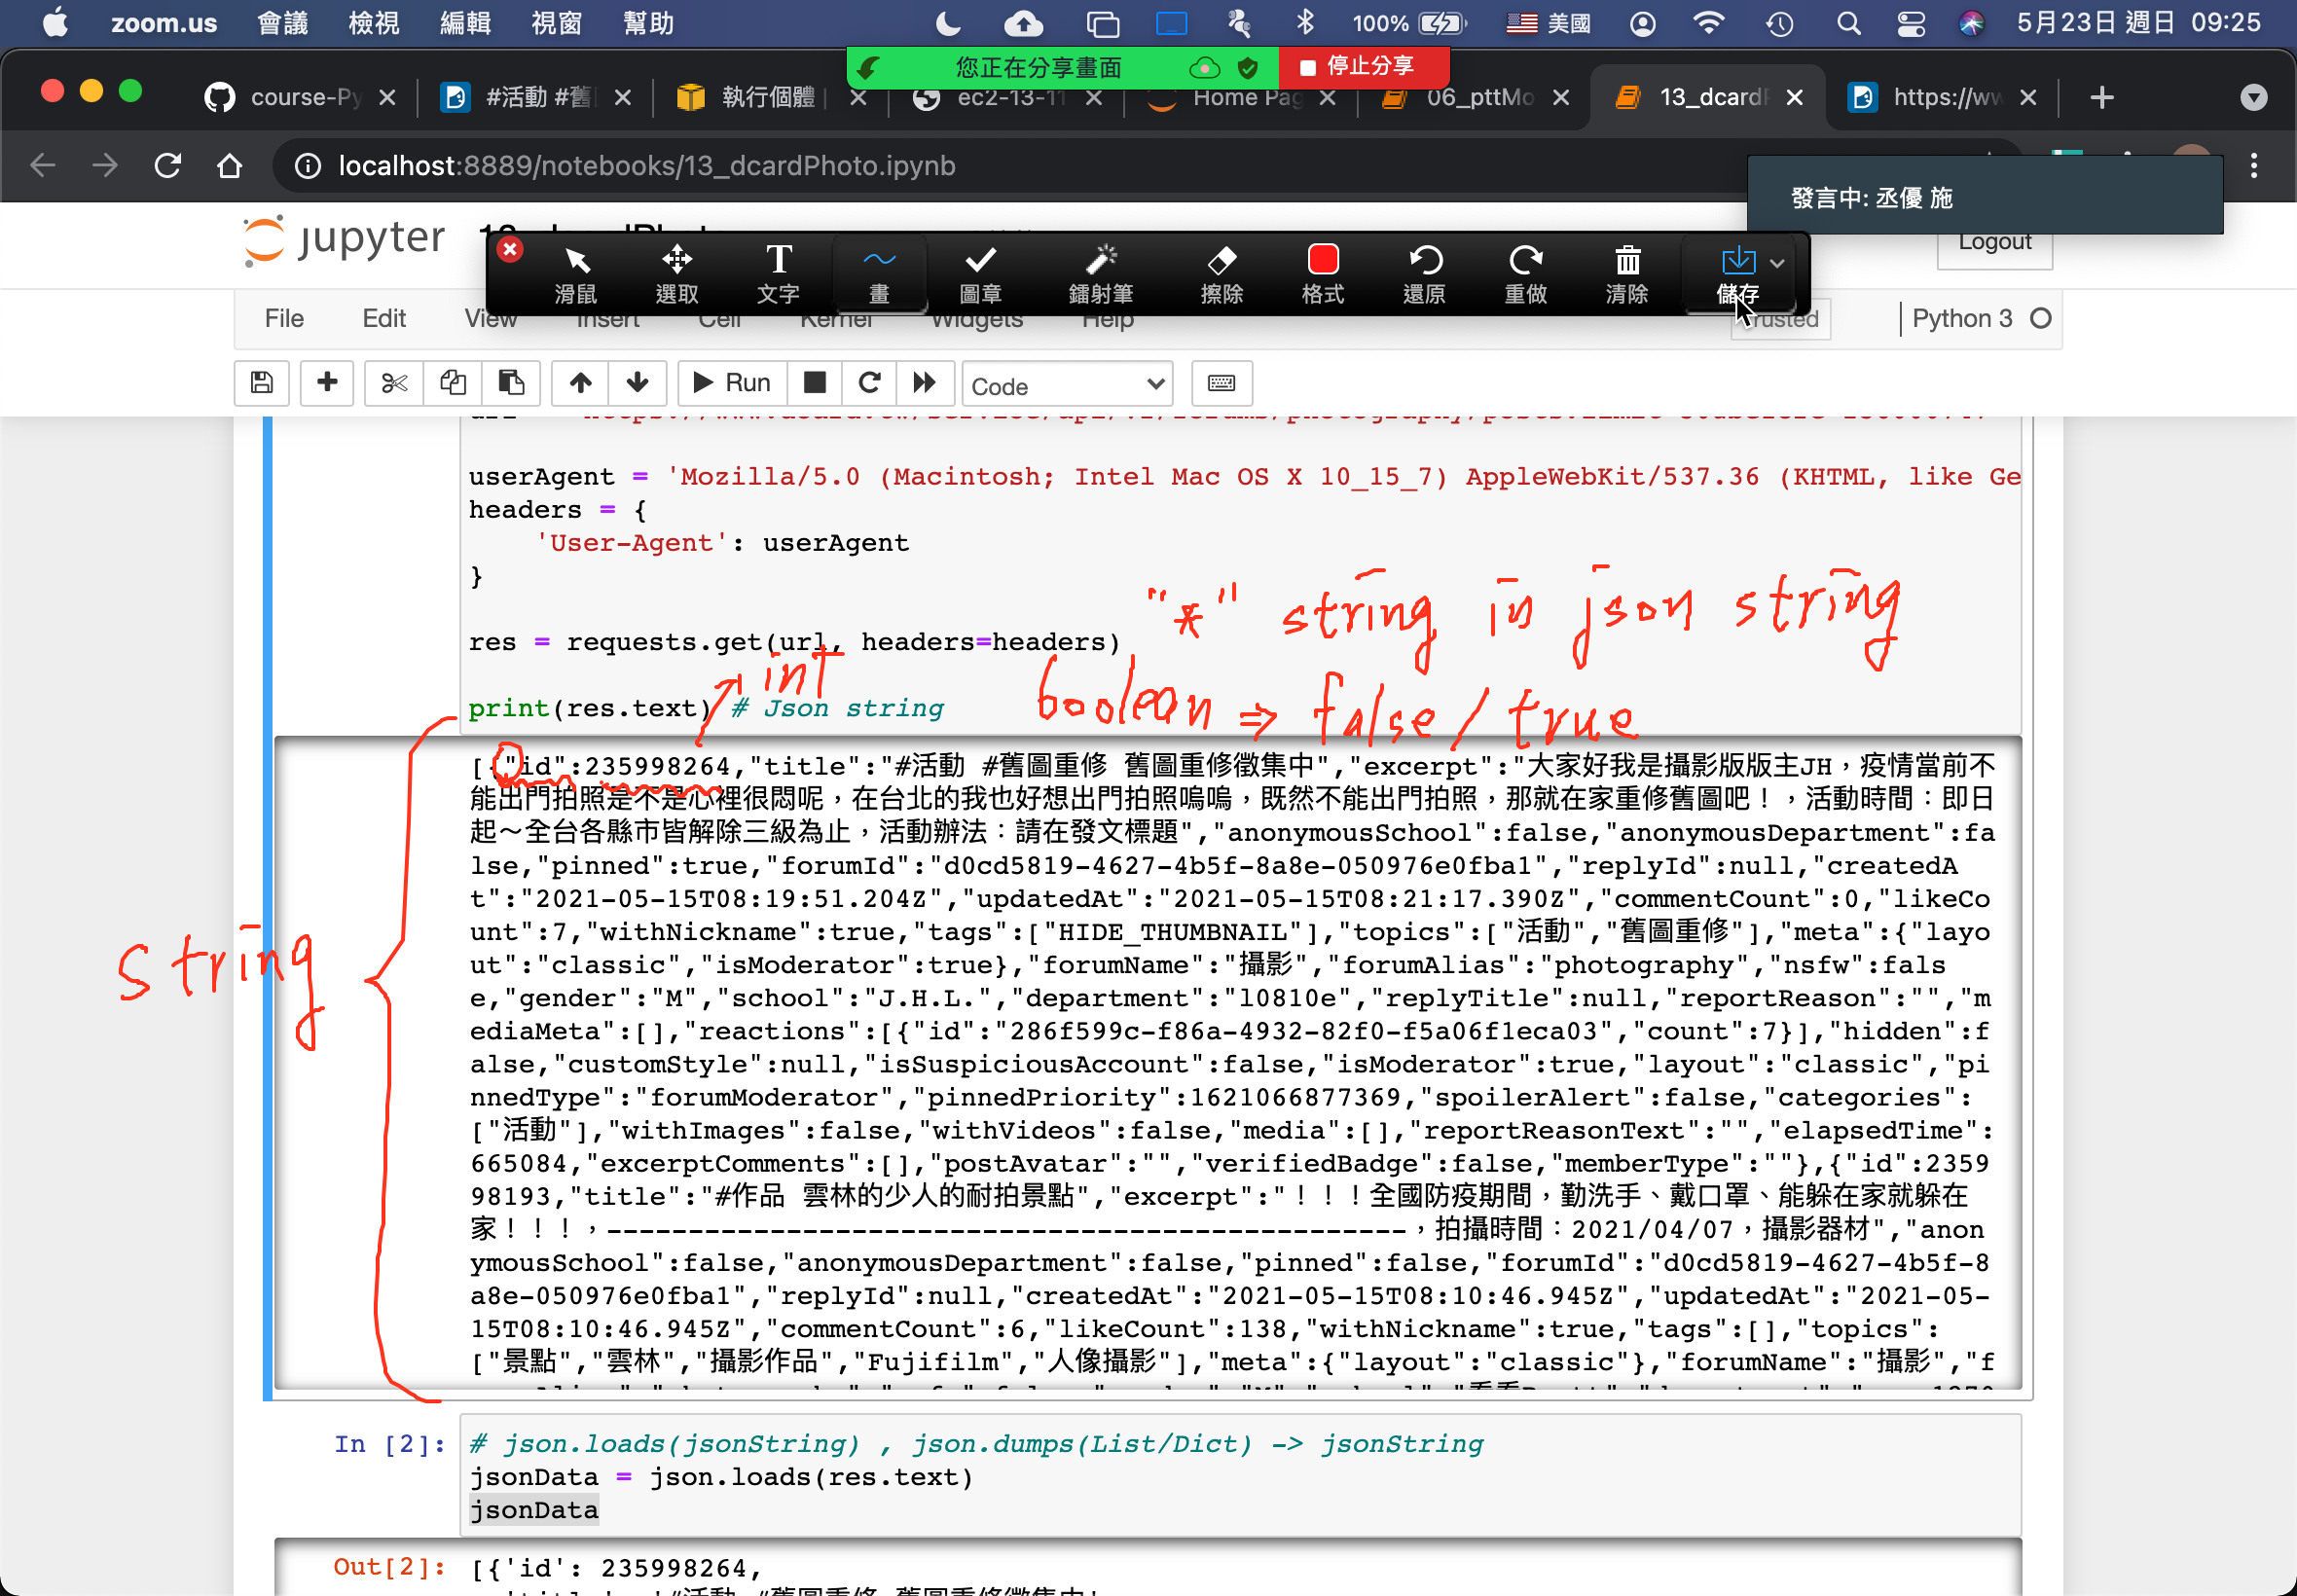 zoom.us 會議 檢視 編輯 視窗 幫助 100% 美國 5月23日 週日 09:25
您正在分享畫面 停止分享
course-Py #活動 #舊 執行個體 ec2-13-11 Home Pag 06_pttMo 13_dcardP https://ww
localhost:8889/notebooks/13_dcardPhoto.ipynb
發言中: 丞優 施
jupyter Logout
滑鼠 選取 文字 畫 圖章 鐳射筆 擦除 格式 還原 重做 清除 儲存
File Edit View Insert Cell Kernel Widgets Help Trusted Python 3
Run Code
userAgent = 'Mozilla/5.0 (Macintosh; Intel Mac OS X 10_15_7) AppleWebKit/537.36 (KHTML, like Ge
headers = {
'User-Agent': userAgent
}
"*" string in json string
res = requests.get(url, headers=headers)
int
boolean => false/true
print(res.text) # Json string
[{"id":235998264,"title":"#活動 #舊圖重修 舊圖重修徵集中","excerpt":"大家好我是攝影版版主JH，疫情當前不
能出門拍照是不是心裡很悶呢，在台北的我也好想出門拍照嗚嗚，既然不能出門拍照，那就在家重修舊圖吧！，活動時間：即日
起～全台各縣市皆解除三級為止，活動辦法：請在發文標題","anonymousSchool":false,"anonymousDepartment":fa
lse,"pinned":true,"forumId":"d0cd5819-4627-4b5f-8a8e-050976e0fba1","replyId":null,"createdA
t":"2021-05-15T08:19:51.204Z","updatedAt":"2021-05-15T08:21:17.390Z","commentCount":0,"likeCo
unt":7,"withNickname":true,"tags":["HIDE_THUMBNAIL"],"topics":["活動","舊圖重修"],"meta":{"layo
string
ut":"classic","isModerator":true},"forumName":"攝影","forumAlias":"photography","nsfw":fals
e,"gender":"M","school":"J.H.L.","department":"l0810e","replyTitle":null,"reportReason":"","m
ediaMeta":[],"reactions":[{"id":"286f599c-f86a-4932-82f0-f5a06f1eca03","count":7}],"hidden":f
alse,"customStyle":null,"isSuspiciousAccount":false,"isModerator":true,"layout":"classic","pi
nnedType":"forumModerator","pinnedPriority":1621066877369,"spoilerAlert":false,"categories":
["活動"],"withImages":false,"withVideos":false,"media":[],"reportReasonText":"","elapsedTime":
665084,"excerptComments":[],"postAvatar":"","verifiedBadge":false,"memberType":""},{"id":2359
98193,"title":"#作品 雲林的少人的耐拍景點","excerpt":"！！！全國防疫期間，勤洗手、戴口罩、能躲在家就躲在
家！！！，-------------------------------------------------，拍攝時間：2021/04/07，攝影器材","anon
ymousSchool":false,"anonymousDepartment":false,"pinned":false,"forumId":"d0cd5819-4627-4b5f-8
a8e-050976e0fba1","replyId":null,"createdAt":"2021-05-15T08:10:46.945Z","updatedAt":"2021-05-
15T08:10:46.945Z","commentCount":6,"likeCount":138,"withNickname":true,"tags":[],"topics":
["景點","雲林","攝影作品","Fujifilm","人像攝影"],"meta":{"layout":"classic"},"forumName":"攝影","f
In [2]: # json.loads(jsonString) , json.dumps(List/Dict) -> jsonString
jsonData = json.loads(res.text)
jsonData
Out[2]: [{'id': 235998264,